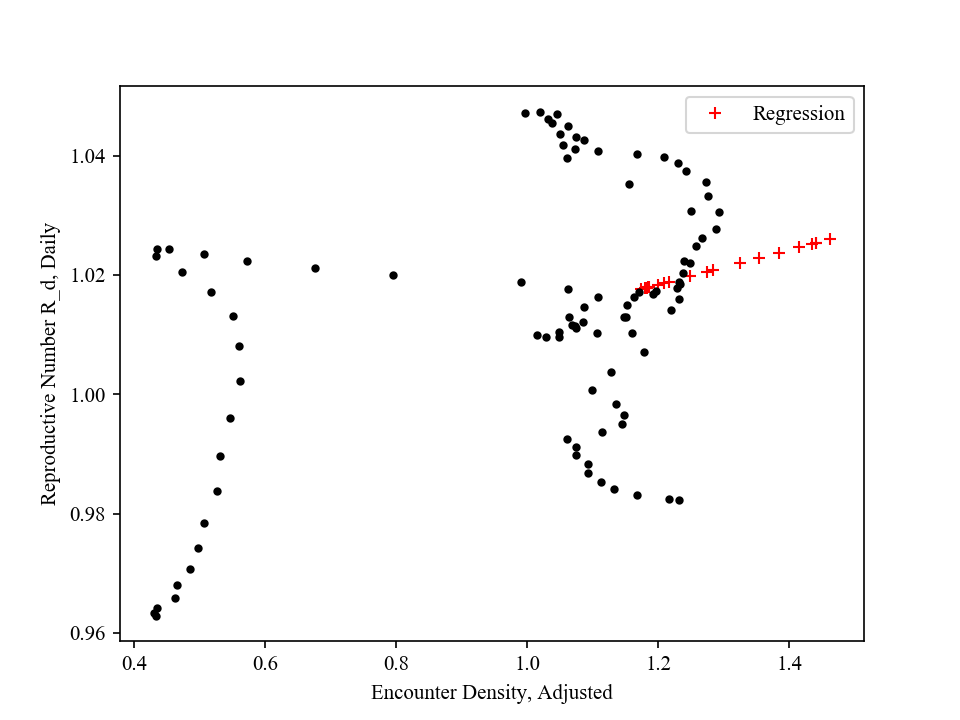 Regression
1.04
1.02
1.00
0.98
0.96
Reproductive Number R_d, Daily
0.4 0.6 0.8 1.0 1.2 1.4
Encounter Density, Adjusted